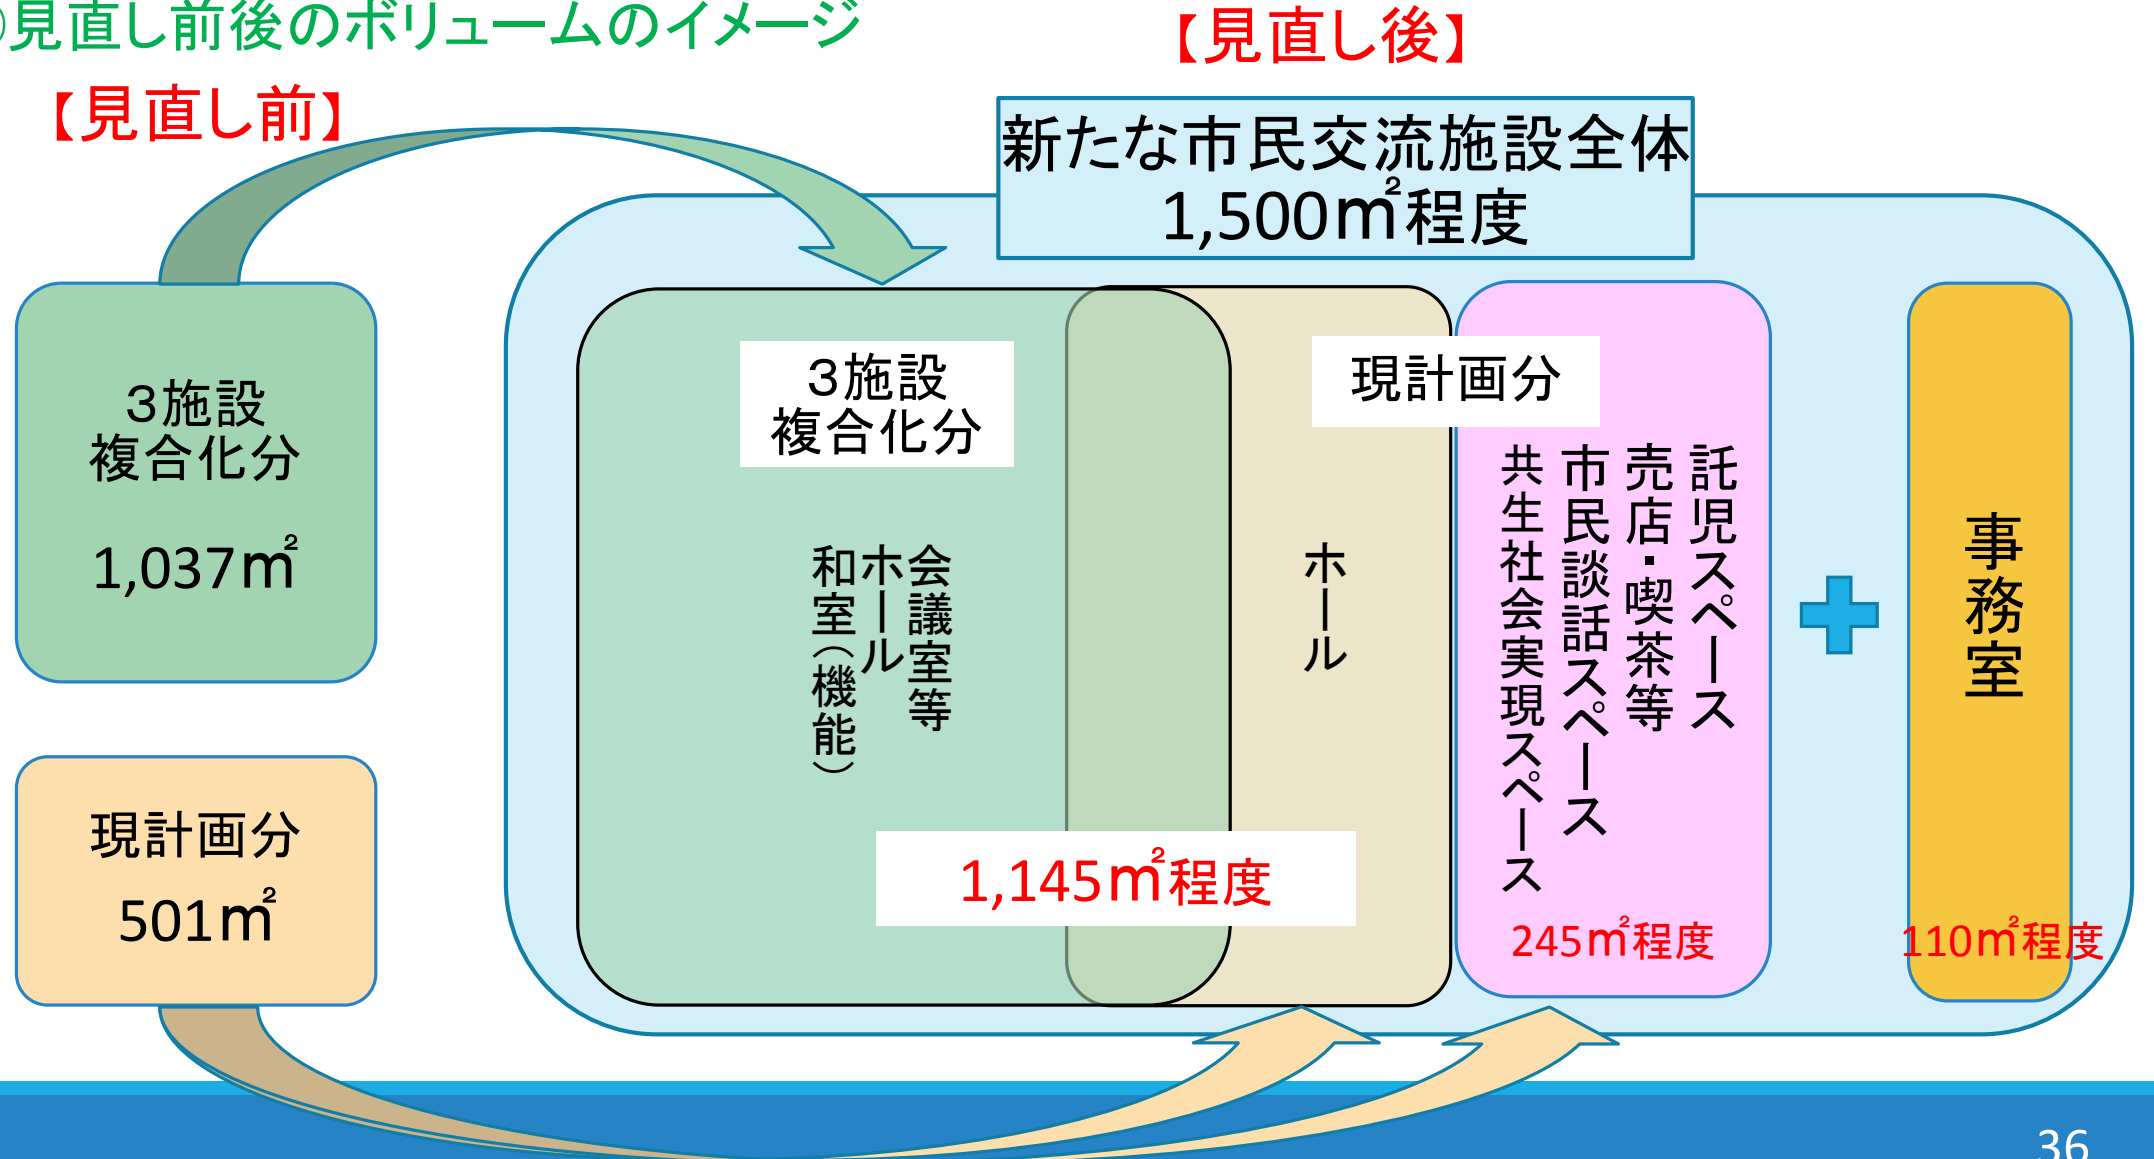 見直し前後のボリュームのイメージ
【見直し前】
【見直し後】
新たな市民交流施設全体
1,500㎡程度
3施設
複合化分
1,037㎡
現計画分
501㎡
3施設
複合化分
会議室等
ホール
和室（機能）
現計画分
ホール
1,145㎡程度
託児スペース
売店・喫茶等
市民談話スペース
共生社会実現スペース
245㎡程度
事務室
110㎡程度
36